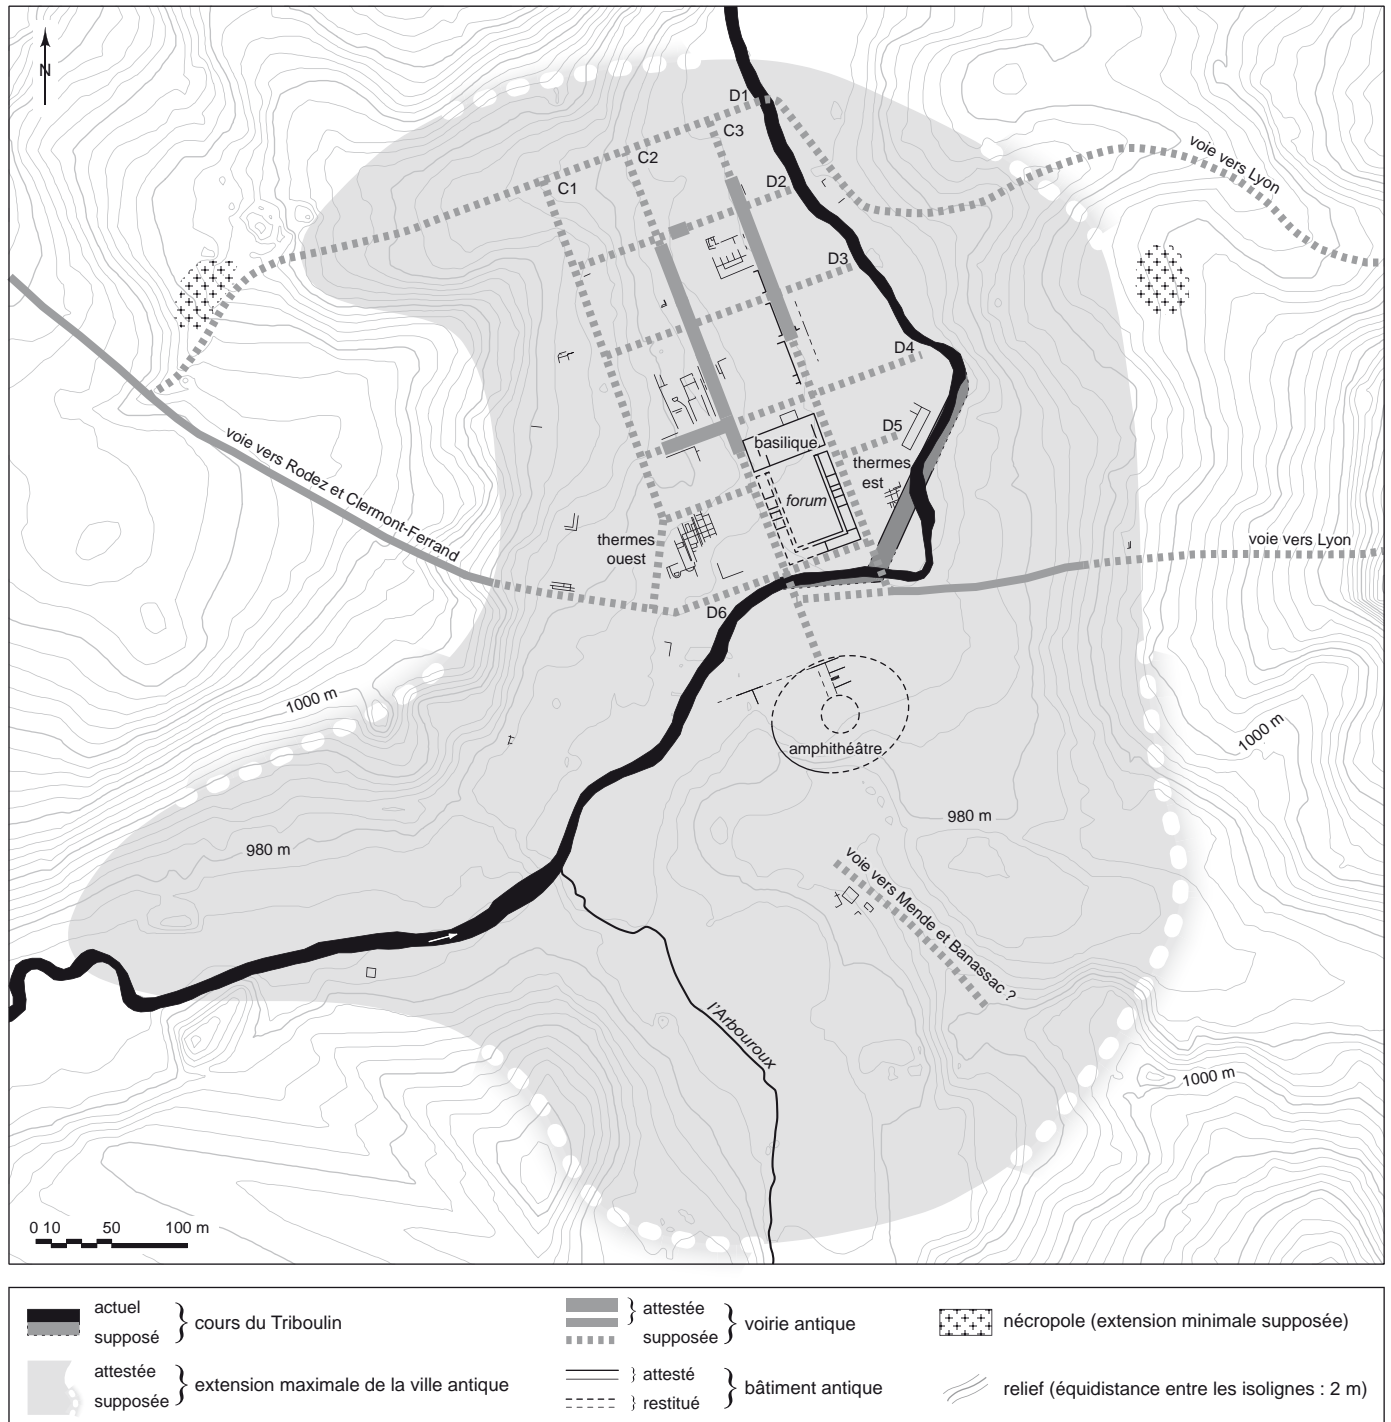 N
D1
C3
C2
C1
D2
D3
D4
D5
D6
voie vers Lyon
voie vers Rodez et Clermont-Ferrand
basilique
forum
thermes
est
thermes
ouest
voie vers Lyon
amphithéâtre
1000 m
1000 m
980 m
980 m
voie vers Mende et Banassac ?
l'Arbouroux
1000 m
0 10 50 100 m
actuel
supposé
cours du Triboulin
attestée
supposée
extension maximale de la ville antique
attestée
supposée
voirie antique
attesté
restitué
bâtiment antique
nécropole (extension minimale supposée)
relief (équidistance entre les isolignes : 2 m)